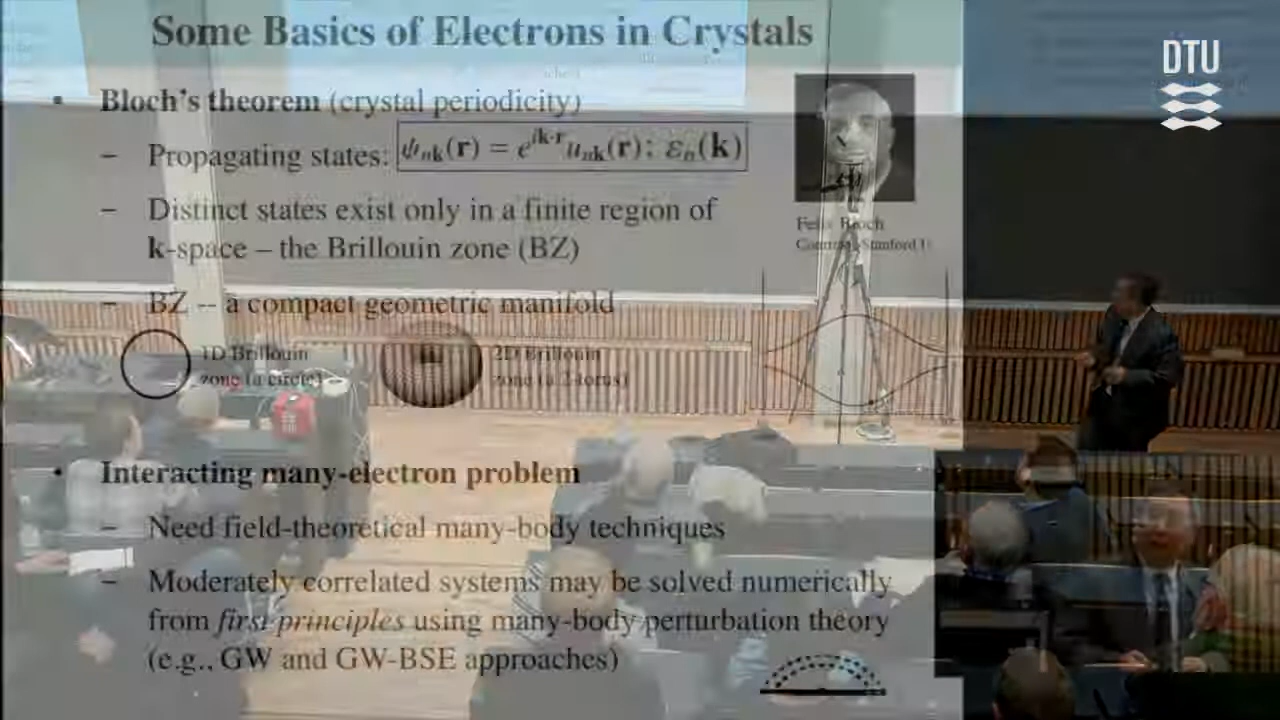 Some Basics of Electrons in Crystals
DTU
• Bloch's theorem (crystal periodicity)
– Propagating states: ψnk(r) = e^{ik·r} unk(r); εn(k)
– Distinct states exist only in a finite region of
k-space – the Brillouin zone (BZ)
Felix Bloch
Stanford U
– BZ -- a compact geometric manifold
1D Brillouin
zone (a circle)
2D Brillouin
zone (a 2-torus)
• Interacting many-electron problem
– Need field-theoretical many-body techniques
– Moderately correlated systems may be solved numerically
from first principles using many-body perturbation theory
(e.g., GW and GW-BSE approaches)